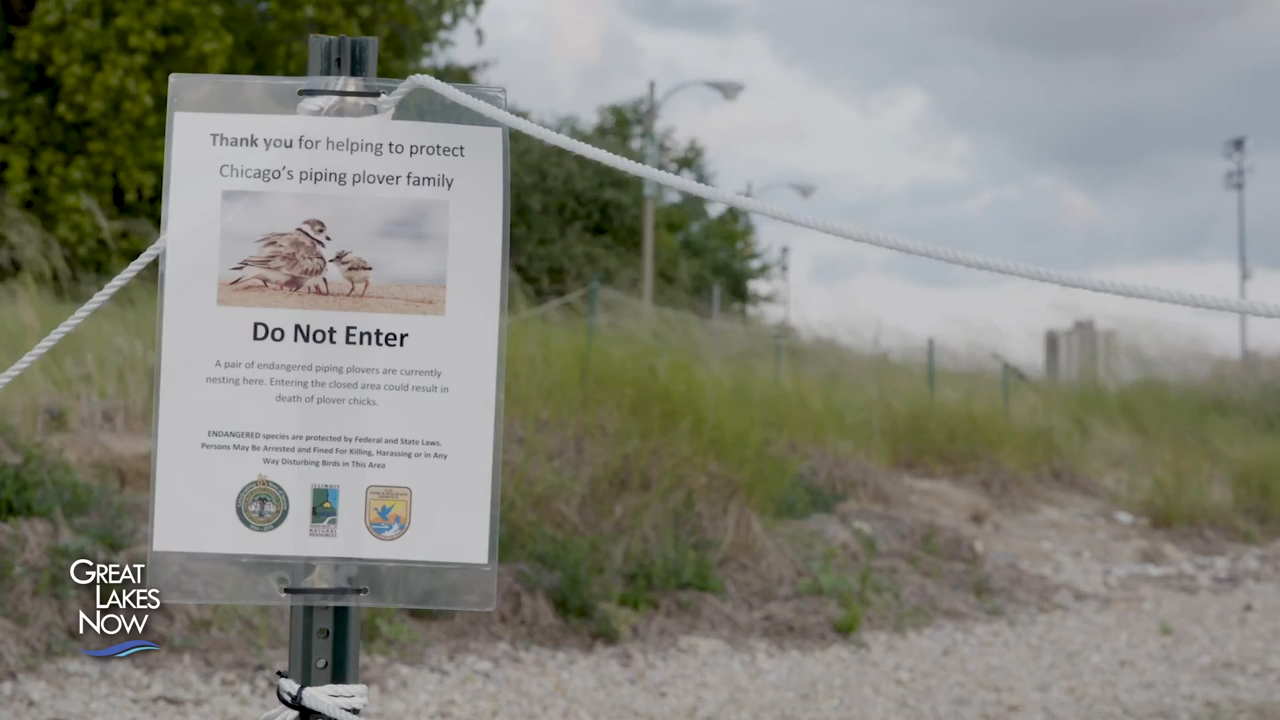 Thank you for helping to protect
Chicago's piping plover family
Do Not Enter
A pair of endangered piping plovers are currently
nesting here. Entering the closed area could result in
death of plover chicks.
ENDANGERED species are protected by Federal and State Laws.
Persons May Be Arrested and Fined For Killing, Harassing or in Any
Way Disturbing Birds in This Area
ILLINOIS
NATURAL
RESOURCES
GREAT
LAKES
NOW